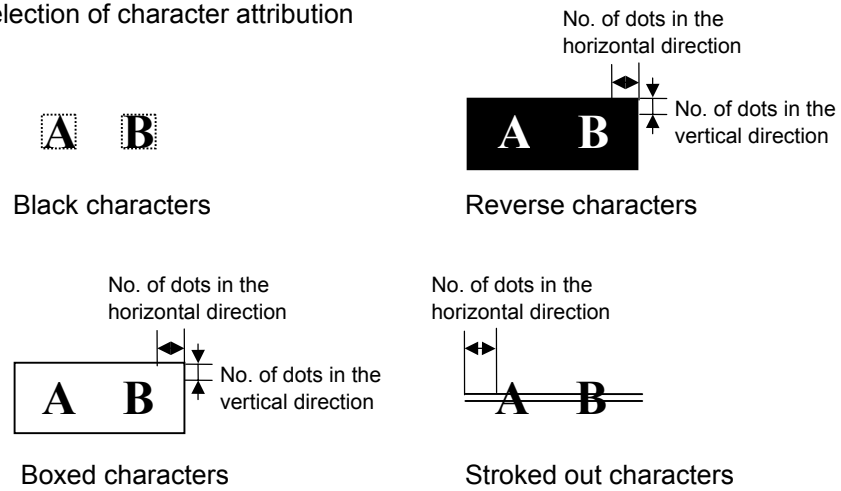 election of character attribution
No. of dots in the
horizontal direction
A B
A B
No. of dots in the
vertical direction
Black characters
Reverse characters
No. of dots in the
horizontal direction
No. of dots in the
horizontal direction
A B
No. of dots in the
vertical direction
A B
Boxed characters
Stroked out characters